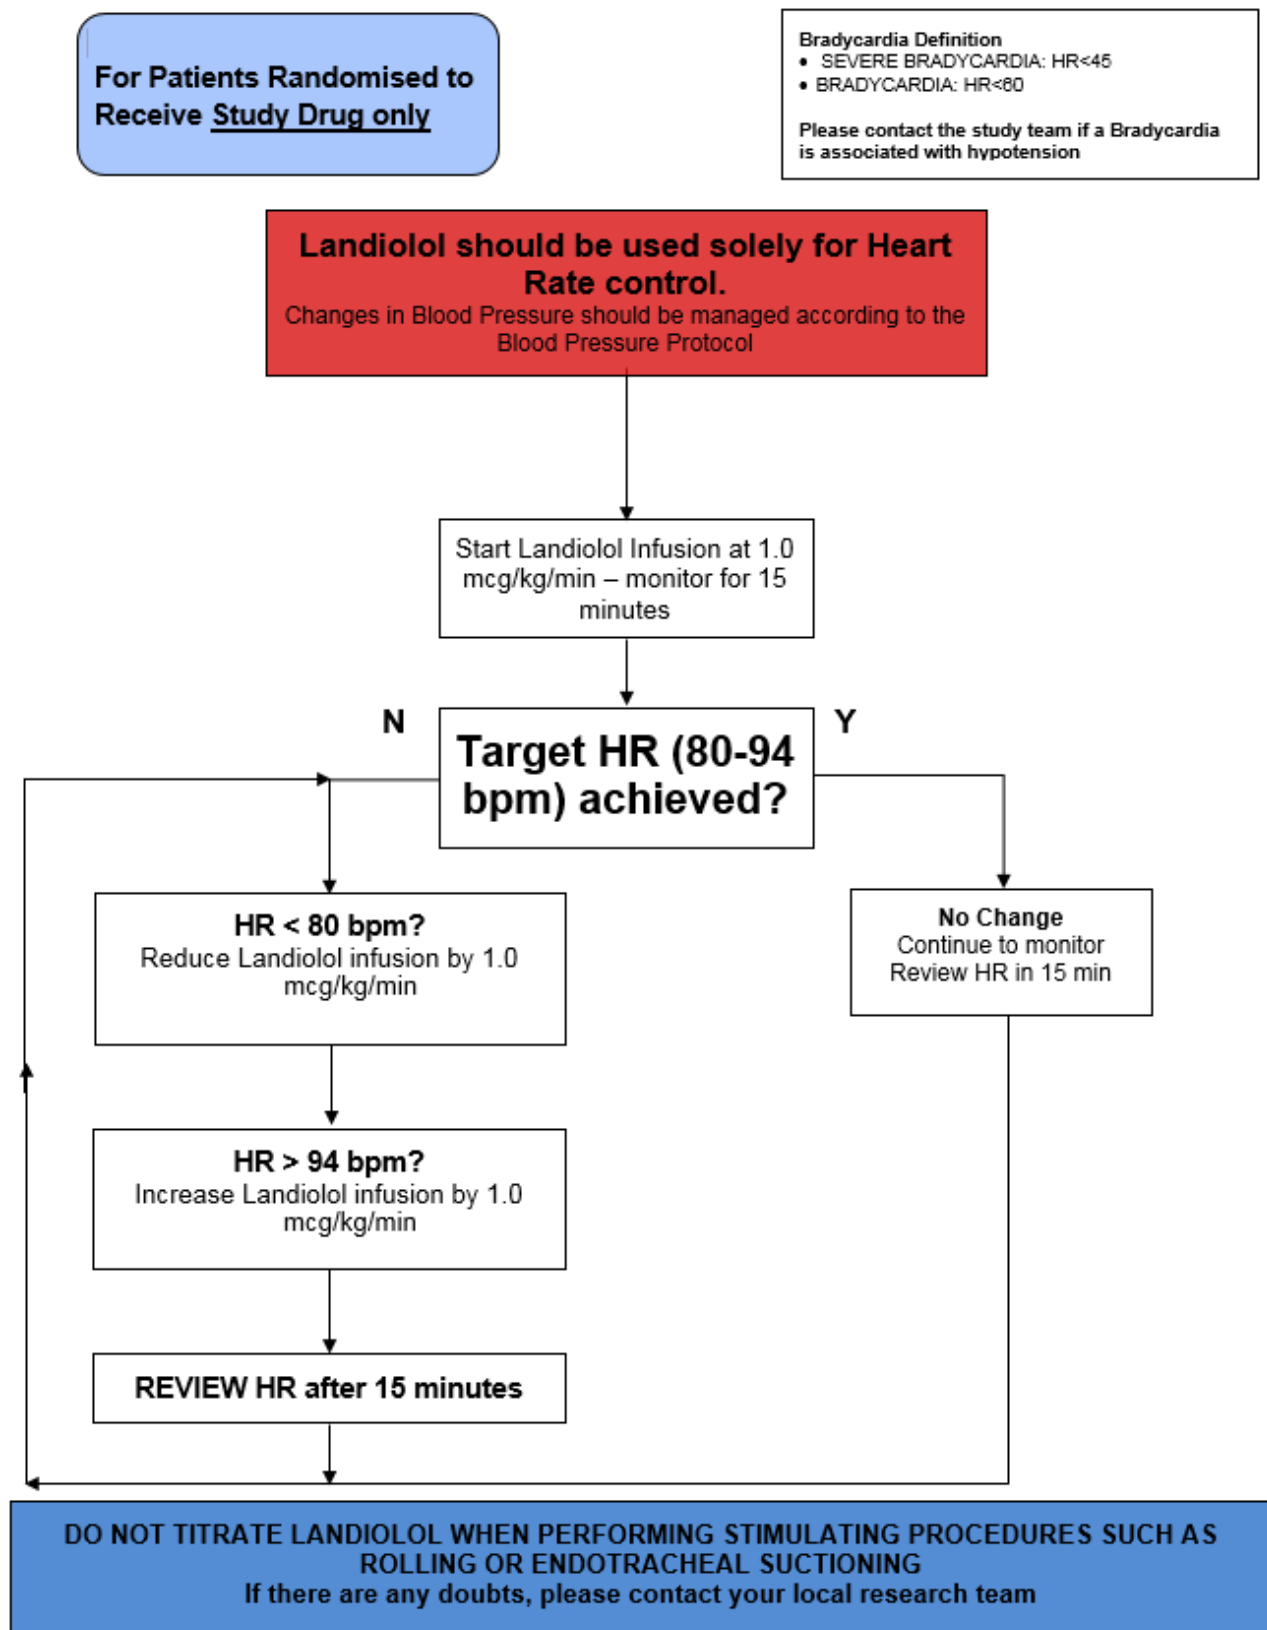 For Patients Randomised to
Receive Study Drug only
Bradycardia Definition
• SEVERE BRADYCARDIA: HR<45
• BRADYCARDIA: HR<60
Please contact the study team if a Bradycardia
is associated with hypotension
Landiolol should be used solely for Heart
Rate control.
Changes in Blood Pressure should be managed according to the
Blood Pressure Protocol
Start Landiolol Infusion at 1.0
mcg/kg/min – monitor for 15
minutes
N
Y
Target HR (80-94
bpm) achieved?
HR < 80 bpm?
Reduce Landiolol infusion by 1.0
mcg/kg/min
No Change
Continue to monitor
Review HR in 15 min
HR > 94 bpm?
Increase Landiolol infusion by 1.0
mcg/kg/min
REVIEW HR after 15 minutes
DO NOT TITRATE LANDIOLOL WHEN PERFORMING STIMULATING PROCEDURES SUCH AS
ROLLING OR ENDOTRACHEAL SUCTIONING
If there are any doubts, please contact your local research team